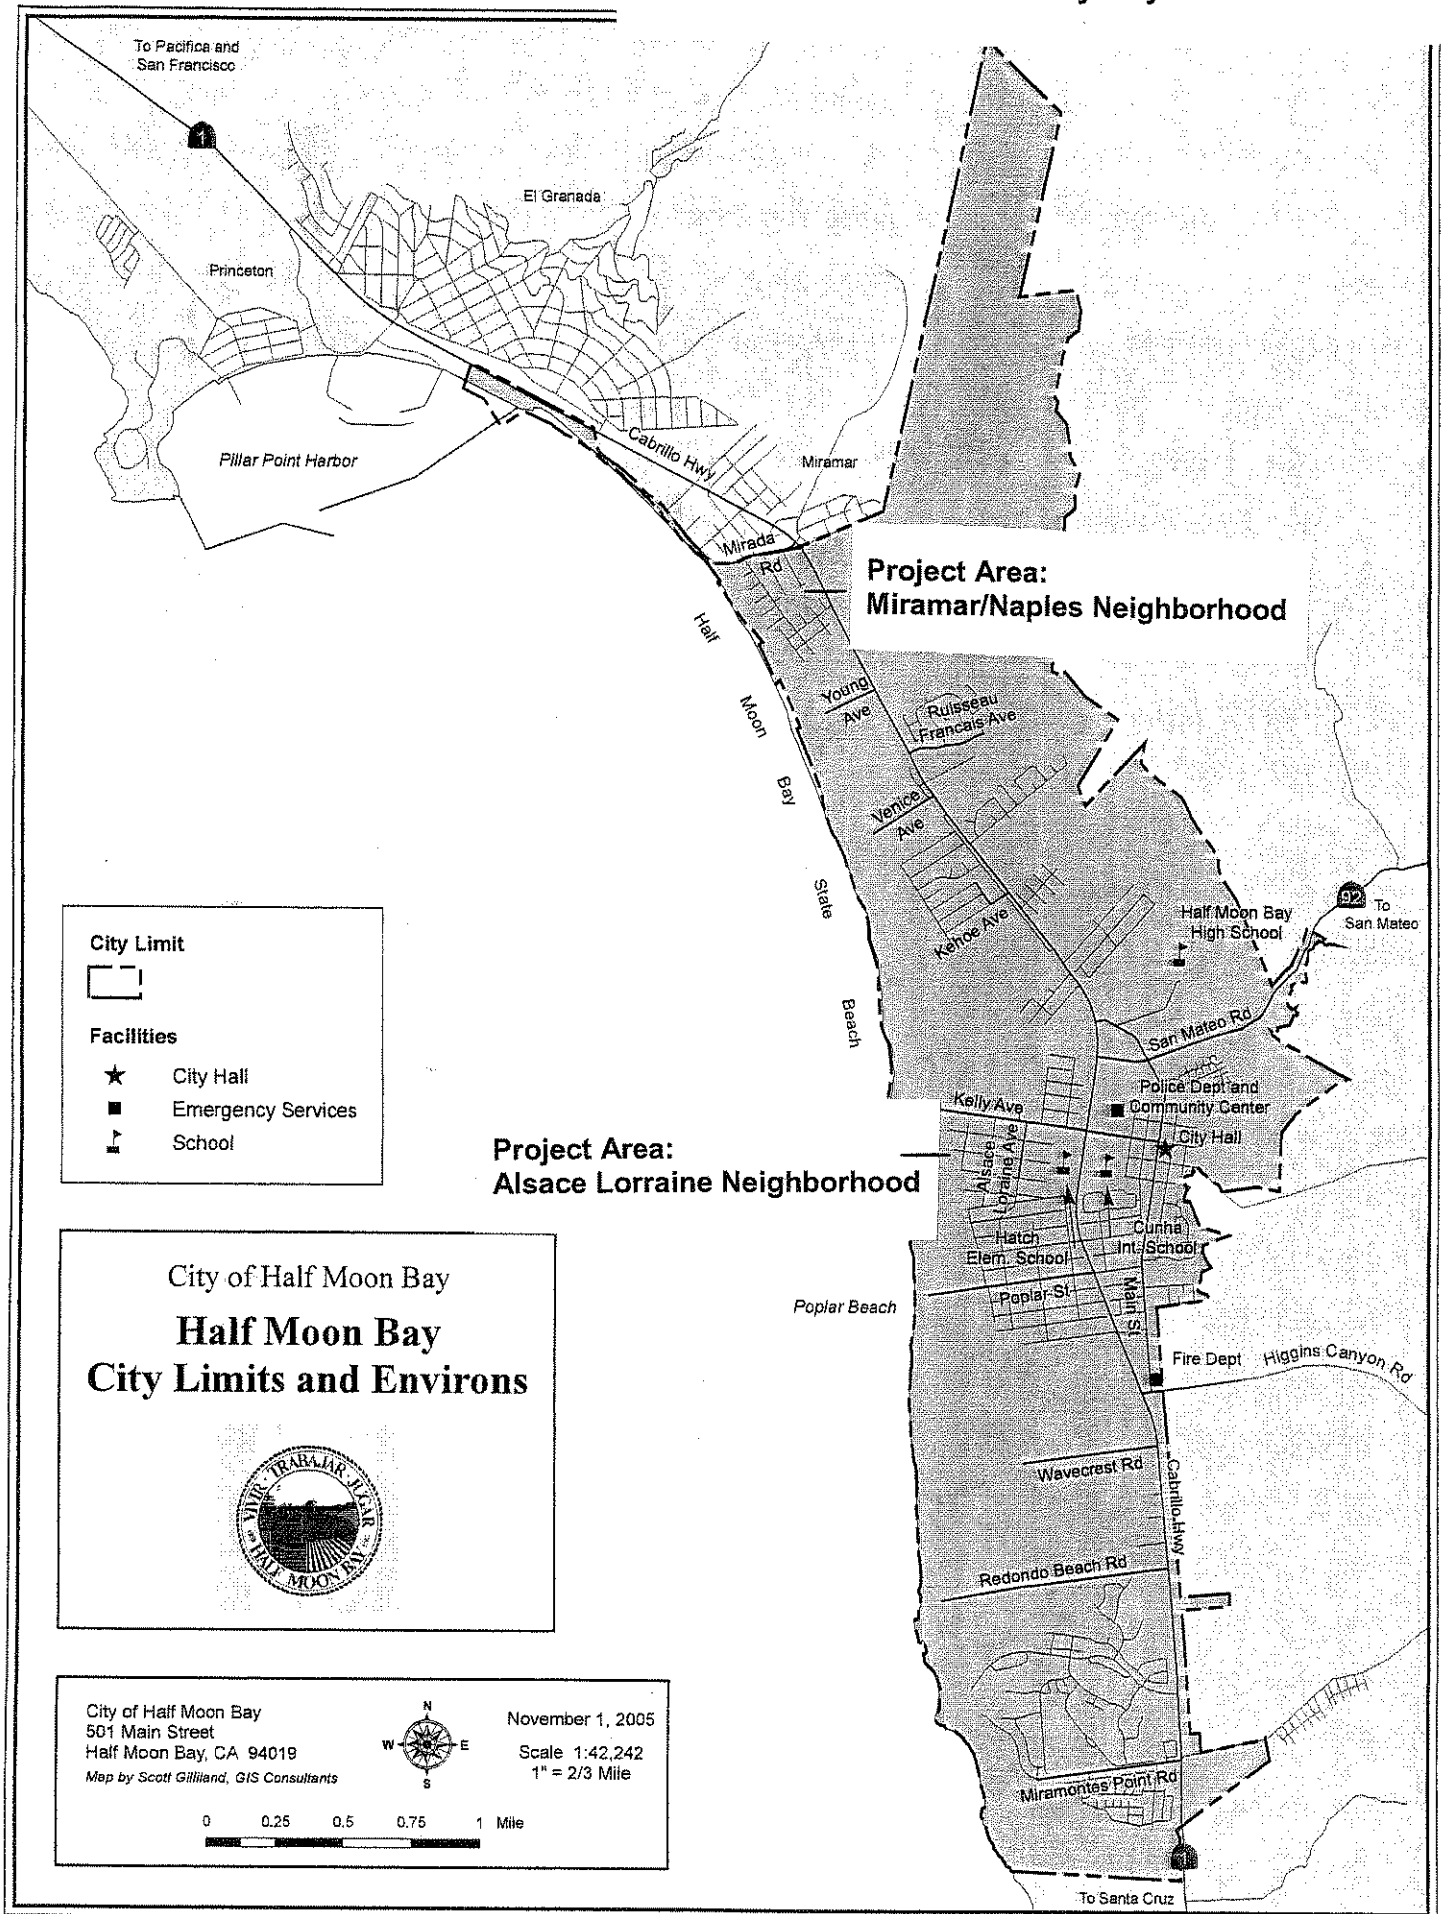 To Pacifica and
San Francisco
1
El Granada
Princeton
Pillar Point Harbor
Cabrillo Hwy
Miramar
Mirada
Rd
Project Area:
Miramar/Naples Neighborhood
Half
Moon
Bay
State
Beach
Young
Ave
Ruisseau
Francais Ave
Venice
Ave
Kehoe Ave
Half Moon Bay
High School
92
To
San Mateo
San Mateo Rd
City Limit
Facilities
City Hall
Emergency Services
School
Police Dept and
Community Center
Kelly Ave
City Hall
Project Area:
Alsace Lorraine Neighborhood
Alsace
Loraine Ave
Hatch
Elem. School
Cunha
Int. School
Poplar St
Main St
Poplar Beach
Fire Dept
Higgins Canyon Rd
City of Half Moon Bay
Half Moon Bay
City Limits and Environs
VIVIR · TRABAJAR · JUGAR
HALF MOON BAY
Wavecrest Rd
Cabrillo Hwy
Redondo Beach Rd
Miramontes Point Rd
1
To Santa Cruz
City of Half Moon Bay
501 Main Street
Half Moon Bay, CA 94019
Map by Scott Gilliland, GIS Consultants
N
W
E
S
November 1, 2005
Scale 1:42,242
1" = 2/3 Mile
0 0.25 0.5 0.75 1 Mile